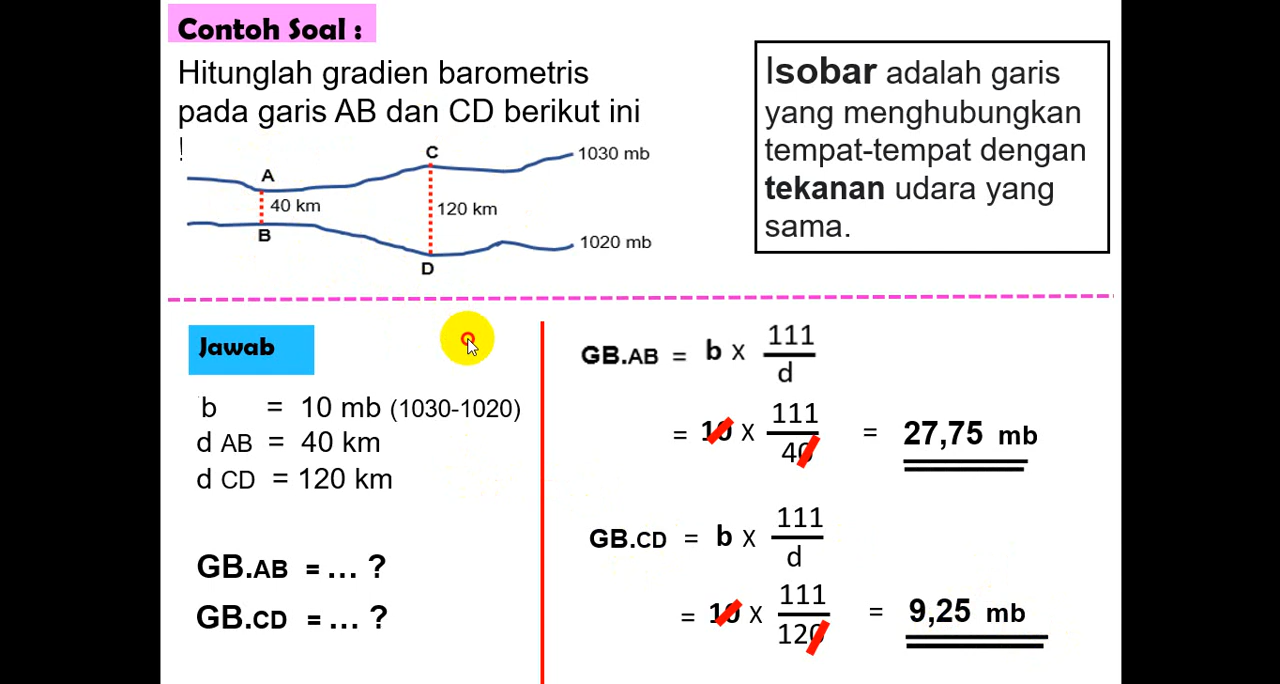 Contoh Soal :
Hitunglah gradien barometris
pada garis AB dan CD berikut ini
!
A
40 km
B
C
120 km
D
1030 mb
1020 mb
Isobar adalah garis
yang menghubungkan
tempat-tempat dengan
tekanan udara yang
sama.
Jawab
b = 10 mb (1030-1020)
d AB = 40 km
d CD = 120 km
GB.AB = ... ?
GB.CD = ... ?
GB.AB = b x 111
d
= 10 x 111 = 27,75 mb
40
GB.CD = b x 111
d
= 10 x 111 = 9,25 mb
120